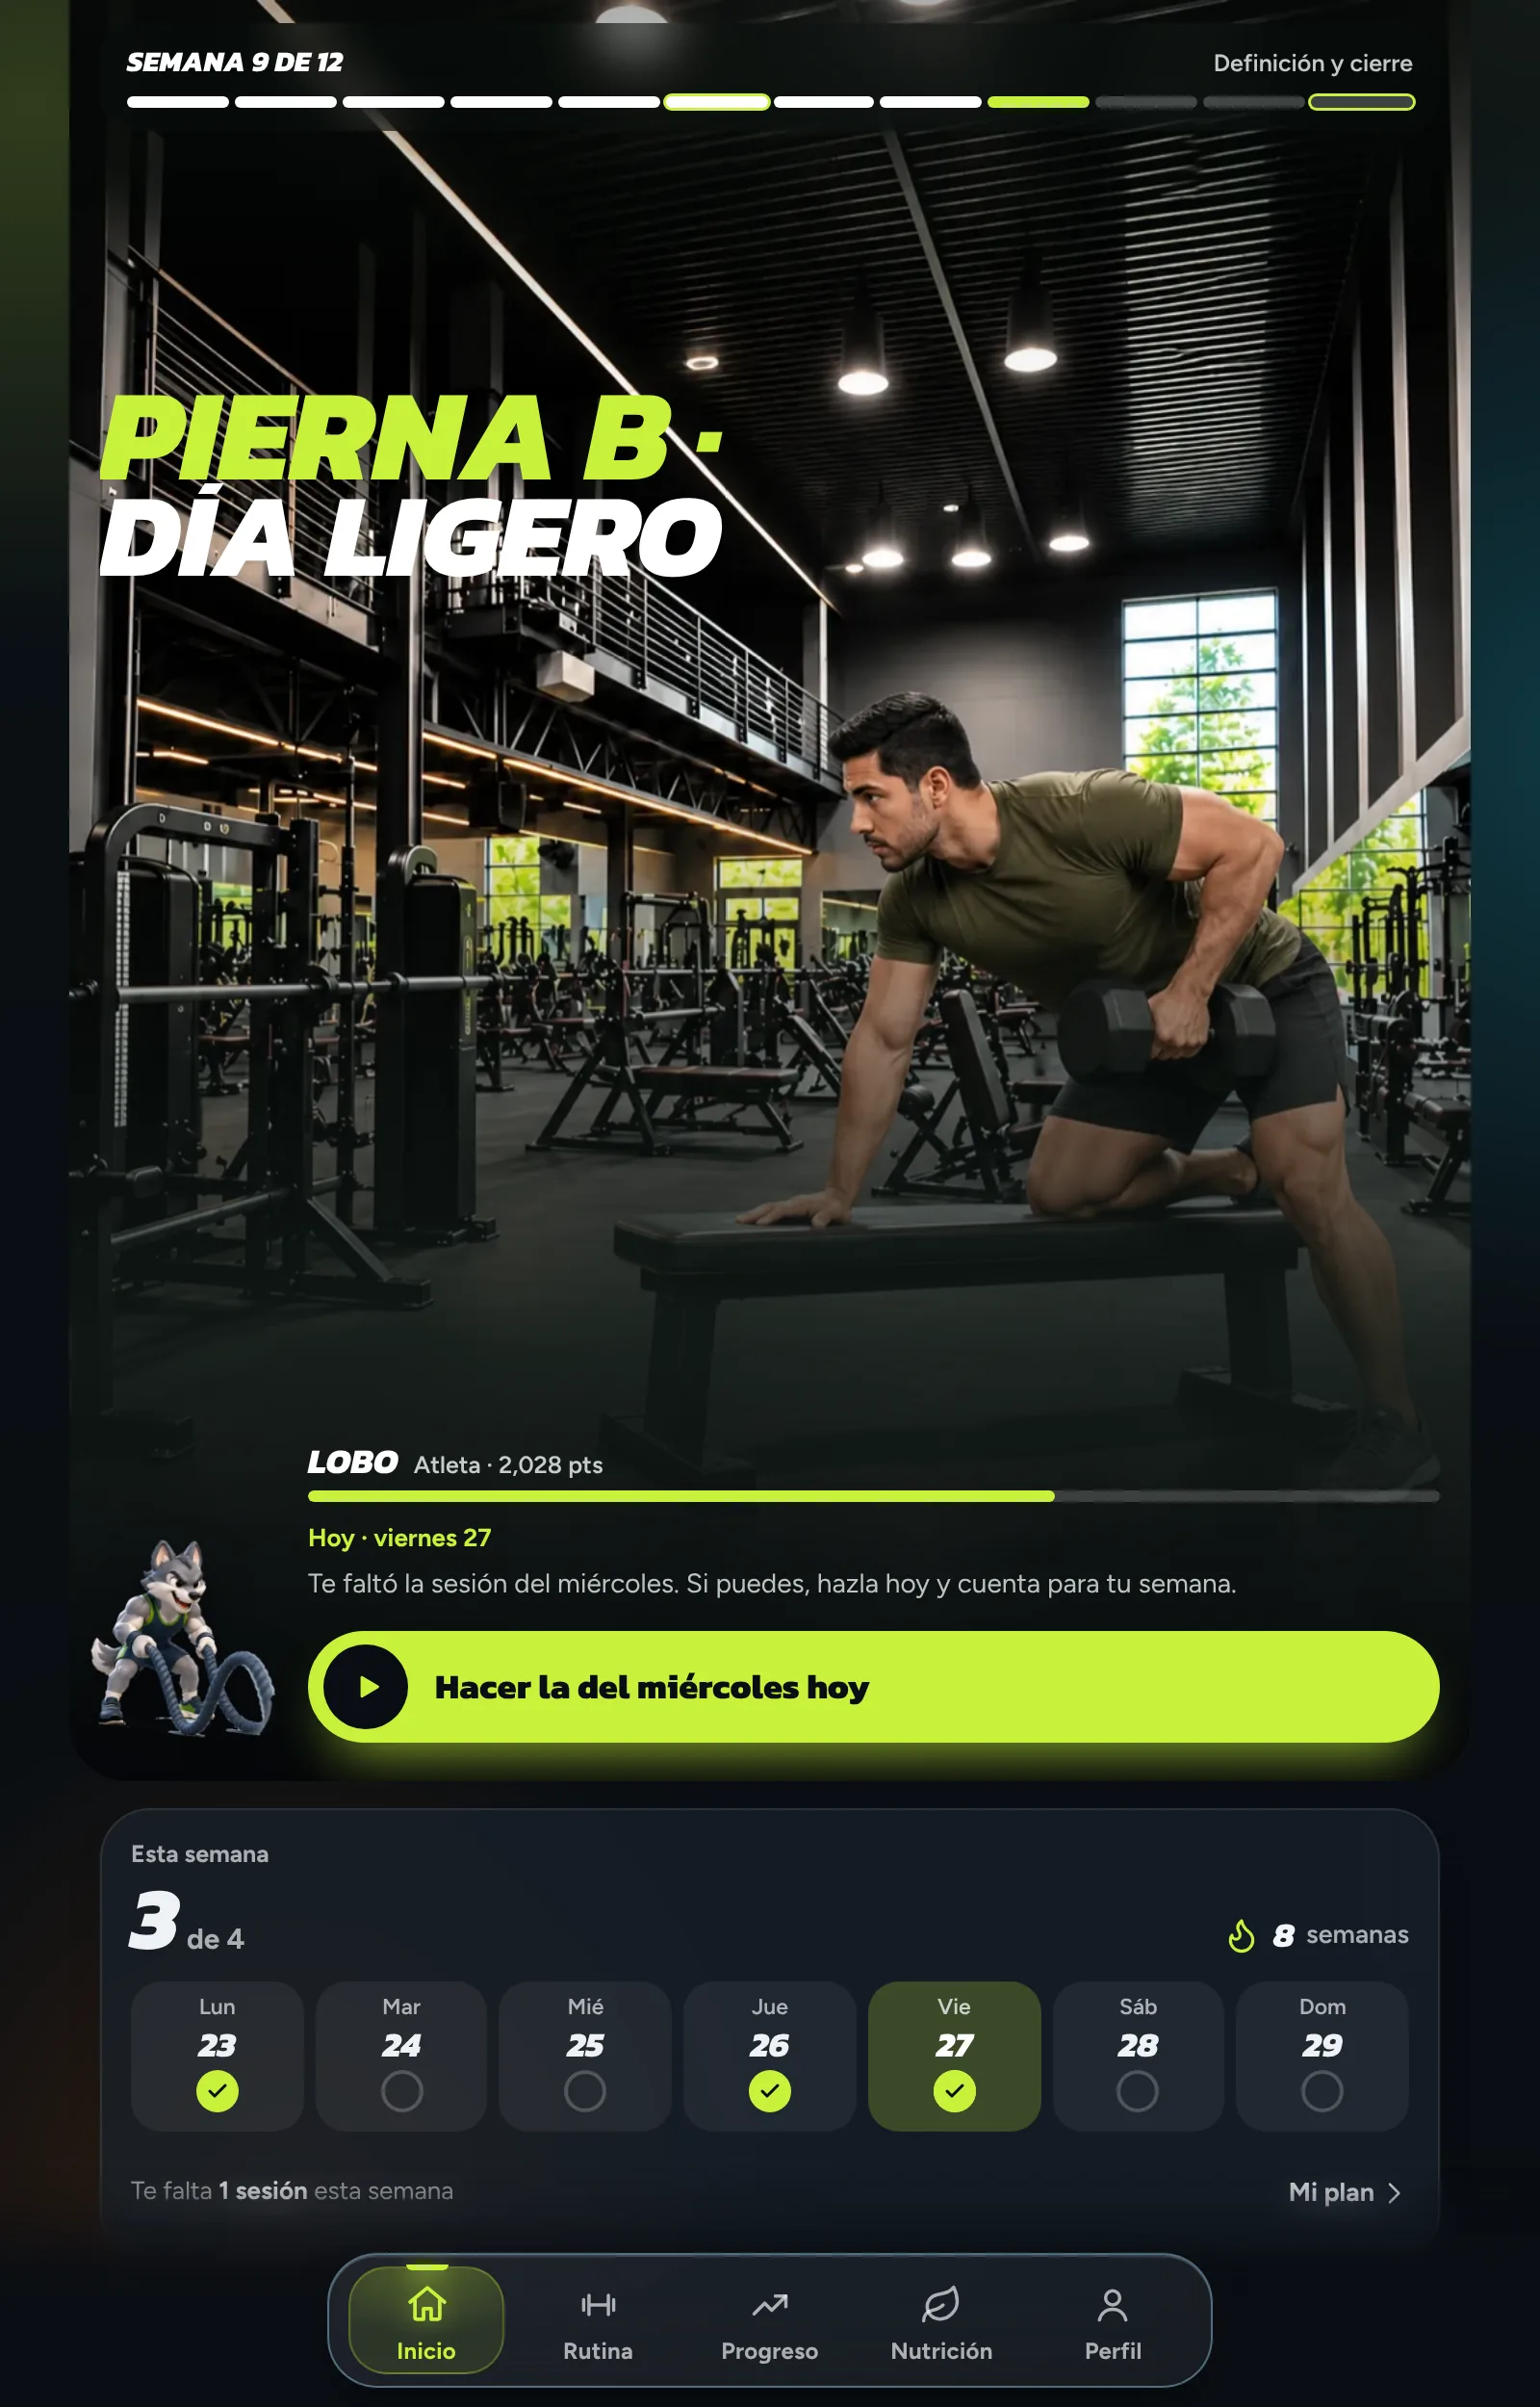 SEMANA 9 DE 12
Definición y cierre
PIERNA B ·
DÍA LIGERO
LOBO Atleta · 2,028 pts
Hoy · viernes 27
Te faltó la sesión del miércoles. Si puedes, hazla hoy y cuenta para tu semana.
Hacer la del miércoles hoy
Esta semana
3 de 4
8 semanas
Lun Mar Mié Jue Vie Sáb Dom
23 24 25 26 27 28 29
Te falta 1 sesión esta semana
Mi plan
Inicio Rutina Progreso Nutrición Perfil